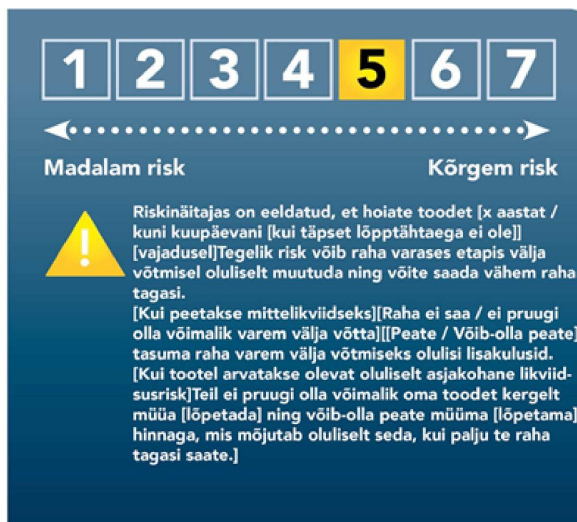 1 2 3 4 5 6 7
Madalam risk Kõrgem risk
Riskinäitajas on eeldatud, et hoiate toodet [x aastat /
kuni kuupäevani [kui täpset lõpptähtaega ei ole]]
[vajadusel]Tegelik risk võib raha varases etapis välja
võtmisel oluliselt muutuda ning võite saada vähem raha
tagasi.
[Kui peetakse mittelikviidseks][Raha ei saa / ei pruugi
olla võimalik varem välja võtta][[Peate / Võib-olla peate]
tasuma raha varem välja võtmiseks olulisi lisakulusid.
[Kui tootel arvatakse olevat oluliselt asjakohane likviid-
susrisk]Teil ei pruugi olla võimalik oma toodet kergelt
müüa [lõpetada] ning võib-olla peate müüma [lõpetama]
hinnaga, mis mõjutab oluliselt seda, kui palju te raha
tagasi saate.]